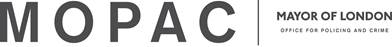 MOPAC
MAYOR OF LONDON
OFFICE FOR POLICING AND CRIME